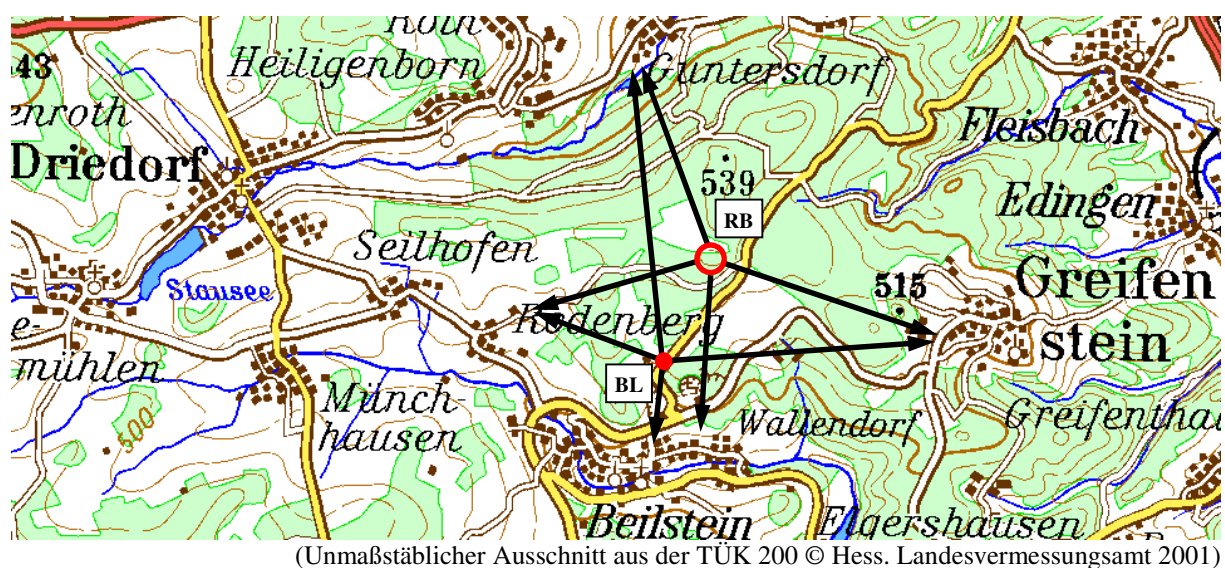 Roth
43
Heiligenborn
Guntersdorf
enroth
Fleisbach
Driedorf
539
RB
Edingen
Seilhofen
Greifen
515
Stausee
Rodenberg
stein
e-
mühlen
BL
Münch-
hausen
Wallendorf
Greifenthal
500
Beilstein
Elgershausen
(Unmaßstäblicher Ausschnitt aus der TÜK 200 © Hess. Landesvermessungsamt 2001)